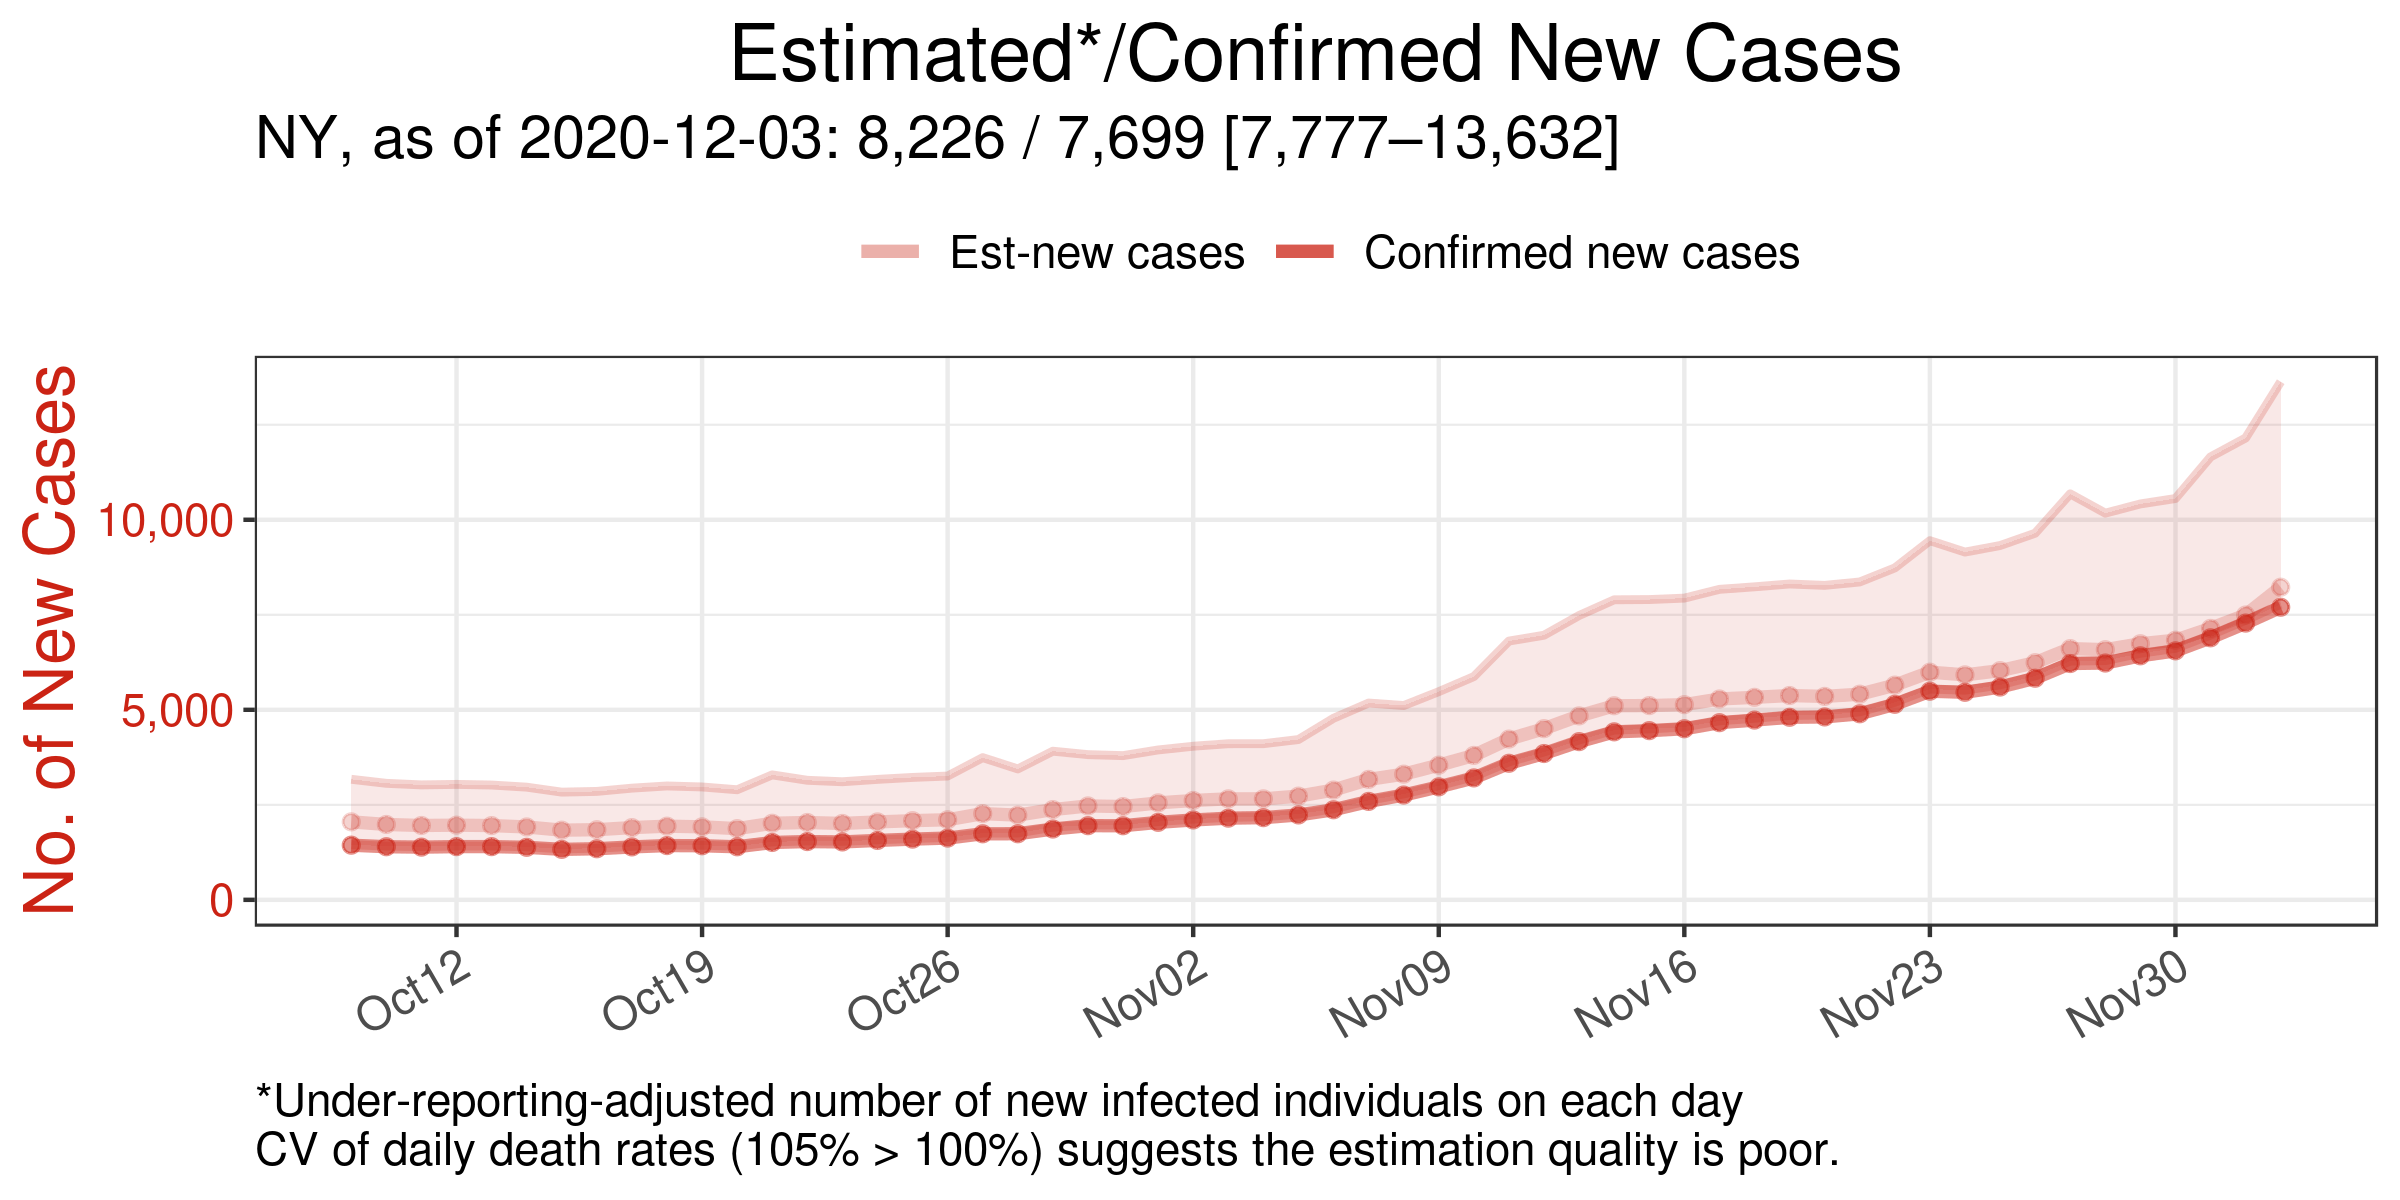 Estimated*/Confirmed New Cases
NY, as of 2020-12-03: 8,226 / 7,699 [7,777–13,632]
Est-new cases
Confirmed new cases
No. of New Cases
10,000
5,000
0
Oct12
Oct19
Oct26
Nov02
Nov09
Nov16
Nov23
Nov30
*Under-reporting-adjusted number of new infected individuals on each day
CV of daily death rates (105% > 100%) suggests the estimation quality is poor.